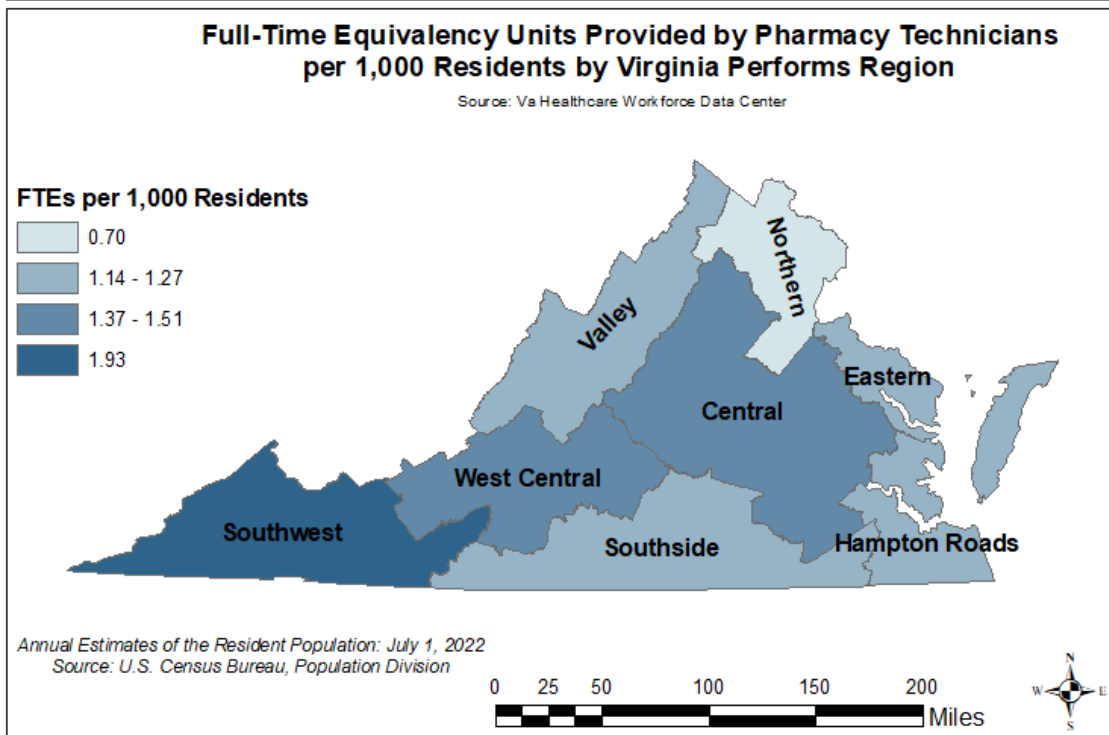 Full-Time Equivalency Units Provided by Pharmacy Technicians
per 1,000 Residents by Virginia Performs Region
Source: Va Healthcare Workforce Data Center
FTEs per 1,000 Residents
0.70
1.14 - 1.27
1.37 - 1.51
1.93
Northern
Valley
Eastern
Central
West Central
Southwest
Southside
Hampton Roads
Annual Estimates of the Resident Population: July 1, 2022
Source: U.S. Census Bureau, Population Division
0 25 50 100 150 200
Miles
N
W E
S